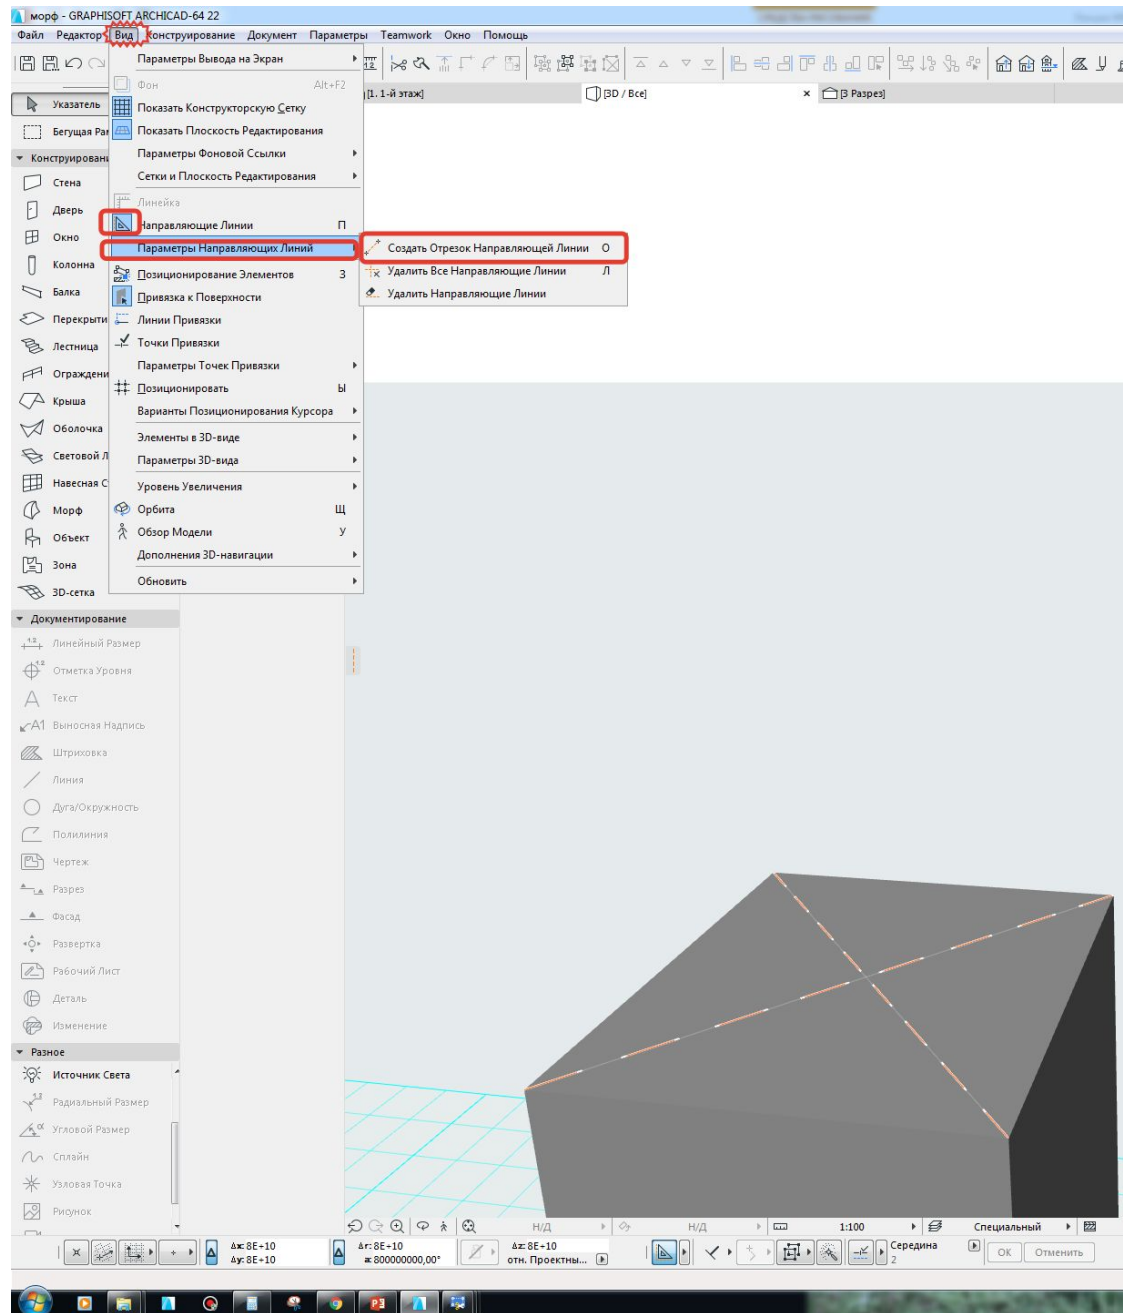 морф - GRAPHISOFT ARCHICAD-64 22
Файл Редактор Вид Конструирование Документ Параметры Teamwork Окно Помощь
Параметры Вывода на Экран
Фон Alt+F2
Показать Конструкторскую Сетку
Показать Плоскость Редактирования
Параметры Фоновой Ссылки
Сетки и Плоскость Редактирования
Линейка
Направляющие Линии П
Параметры Направляющих Линий
Позиционирование Элементов З
Привязка к Поверхности
Линии Привязки
Точки Привязки
Параметры Точек Привязки
Позиционировать Ы
Варианты Позиционирования Курсора
Элементы в 3D-виде
Параметры 3D-вида
Уровень Увеличения
Орбита Щ
Обзор Модели У
Дополнения 3D-навигации
Обновить
Создать Отрезок Направляющей Линии О
Удалить Все Направляющие Линии Л
Удалить Направляющие Линии
[1. 1-й этаж]
[3D / Все]
[3 Разрез]
Указатель
Бегущая Ра
Конструировани
Стена
Дверь
Окно
Колонна
Балка
Перекрыти
Лестница
Ограждени
Крыша
Оболочка
Световой Л
Навесная С
Морф
Объект
Зона
3D-сетка
Документирование
Линейный Размер
Отметка Уровня
Текст
Выносная Надпись
Штриховка
Линия
Дуга/Окружность
Полилиния
Чертеж
Разрез
Фасад
Развертка
Рабочий Лист
Деталь
Изменение
Разное
Источник Света
Радиальный Размер
Угловой Размер
Сплайн
Узловая Точка
Рисунок
Н/Д Н/Д 1:100 Специальный
Δx: 8E+10
Δy: 8E+10
Δr: 8E+10
α: 800000000,00°
Δz: 8E+10
отн. Проектны...
Середина
2
ОК Отменить